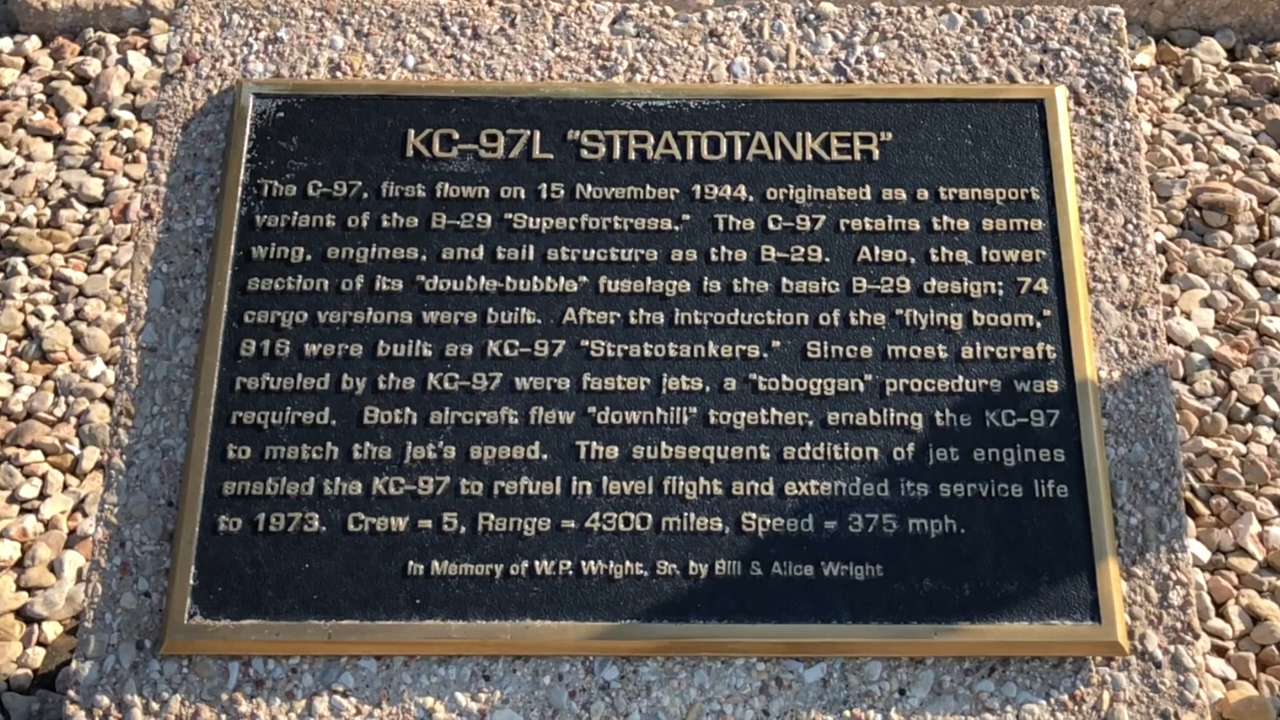 KC-97L "STRATOTANKER"
The C-97, first flown on 15 November 1944, originated as a transport
variant of the B-29 "Superfortress." The C-97 retains the same
wing, engines, and tail structure as the B-29. Also, the lower
section of its "double-bubble" fuselage is the basic B-29 design; 74
cargo versions were built. After the introduction of the "flying boom,"
816 were built as KC-97 "Stratotankers." Since most aircraft
refueled by the KC-97 were faster jets, a "toboggan" procedure was
required. Both aircraft flew "downhill" together, enabling the KC-97
to match the jet's speed. The subsequent addition of jet engines
enabled the KC-97 to refuel in level flight and extended its service life
to 1973. Crew = 5, Range = 4300 miles, Speed = 375 mph.
In Memory of W.P. Wright, Sr. by Bill & Alice Wright